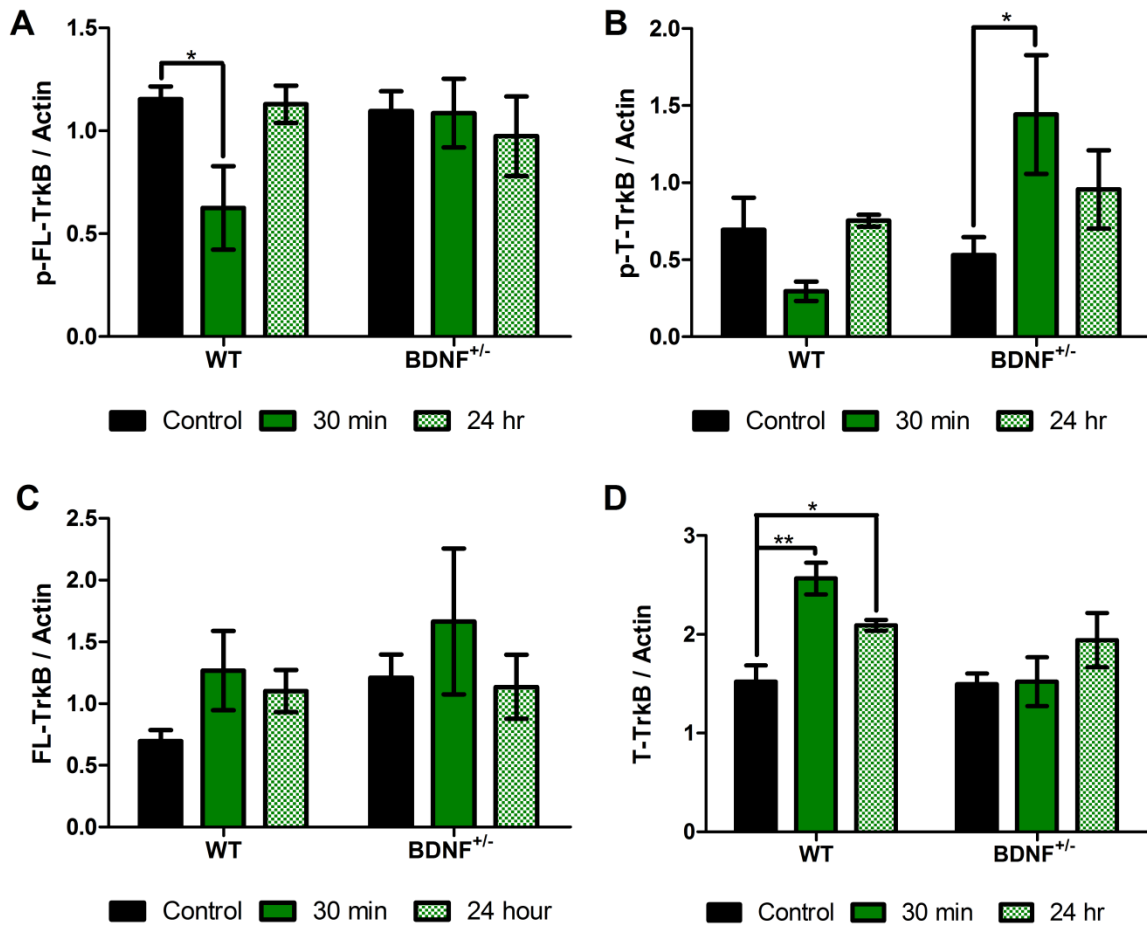 A
p-FL-TrkB / Actin
1.5
1.0
0.5
0.0
*
WT
BDNF+/-
Control 30 min 24 hr
B
p-T-TrkB / Actin
2.0
1.5
1.0
0.5
0.0
*
WT
BDNF+/-
Control 30 min 24 hr
C
FL-TrkB / Actin
2.5
2.0
1.5
1.0
0.5
0.0
WT
BDNF+/-
Control 30 min 24 hour
D
T-TrkB / Actin
3
2
1
0
*
**
WT
BDNF+/-
Control 30 min 24 hr